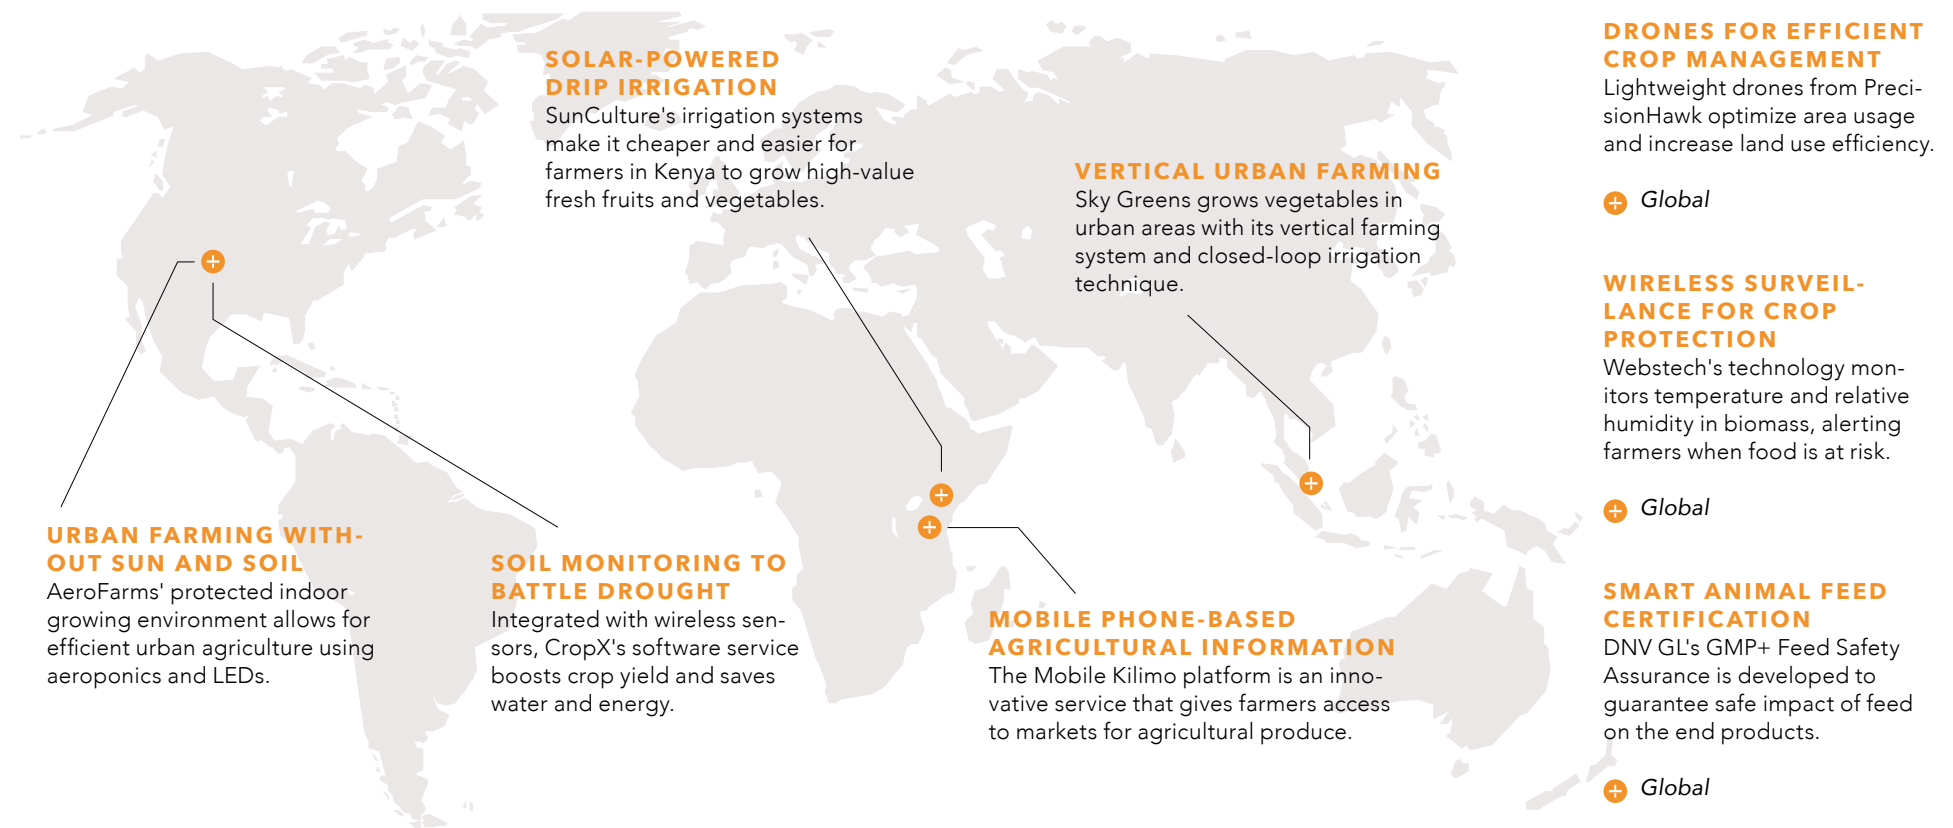 SOLAR-POWERED
DRIP IRRIGATION
SunCulture's irrigation systems
make it cheaper and easier for
farmers in Kenya to grow high-value
fresh fruits and vegetables.
VERTICAL URBAN FARMING
Sky Greens grows vegetables in
urban areas with its vertical farming
system and closed-loop irrigation
technique.
URBAN FARMING WITH-
OUT SUN AND SOIL
AeroFarms' protected indoor
growing environment allows for
efficient urban agriculture using
aeroponics and LEDs.
SOIL MONITORING TO
BATTLE DROUGHT
Integrated with wireless sen-
sors, CropX's software service
boosts crop yield and saves
water and energy.
MOBILE PHONE-BASED
AGRICULTURAL INFORMATION
The Mobile Kilimo platform is an inno-
vative service that gives farmers access
to markets for agricultural produce.
DRONES FOR EFFICIENT
CROP MANAGEMENT
Lightweight drones from Preci-
sionHawk optimize area usage
and increase land use efficiency.
Global
WIRELESS SURVEIL-
LANCE FOR CROP
PROTECTION
Webstech's technology mon-
itors temperature and relative
humidity in biomass, alerting
farmers when food is at risk.
Global
SMART ANIMAL FEED
CERTIFICATION
DNV GL's GMP+ Feed Safety
Assurance is developed to
guarantee safe impact of feed
on the end products.
Global